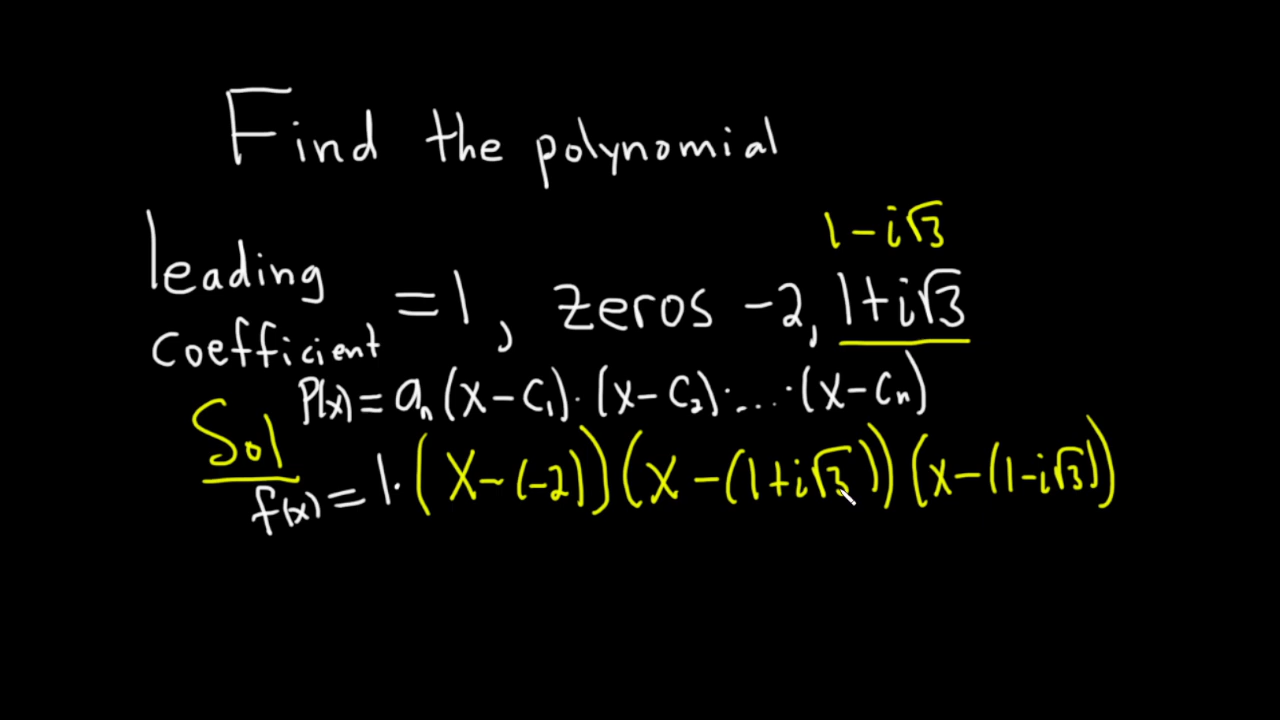 Find the polynomial
1-i√3
leading
coefficient =1, zeros -2, 1+i√3
P(x)=aₙ(x-c₁)·(x-c₂)·...·(x-cₙ)
Sol
f(x)=1·(x-(-2))(x-(1+i√3))(x-(1-i√3))